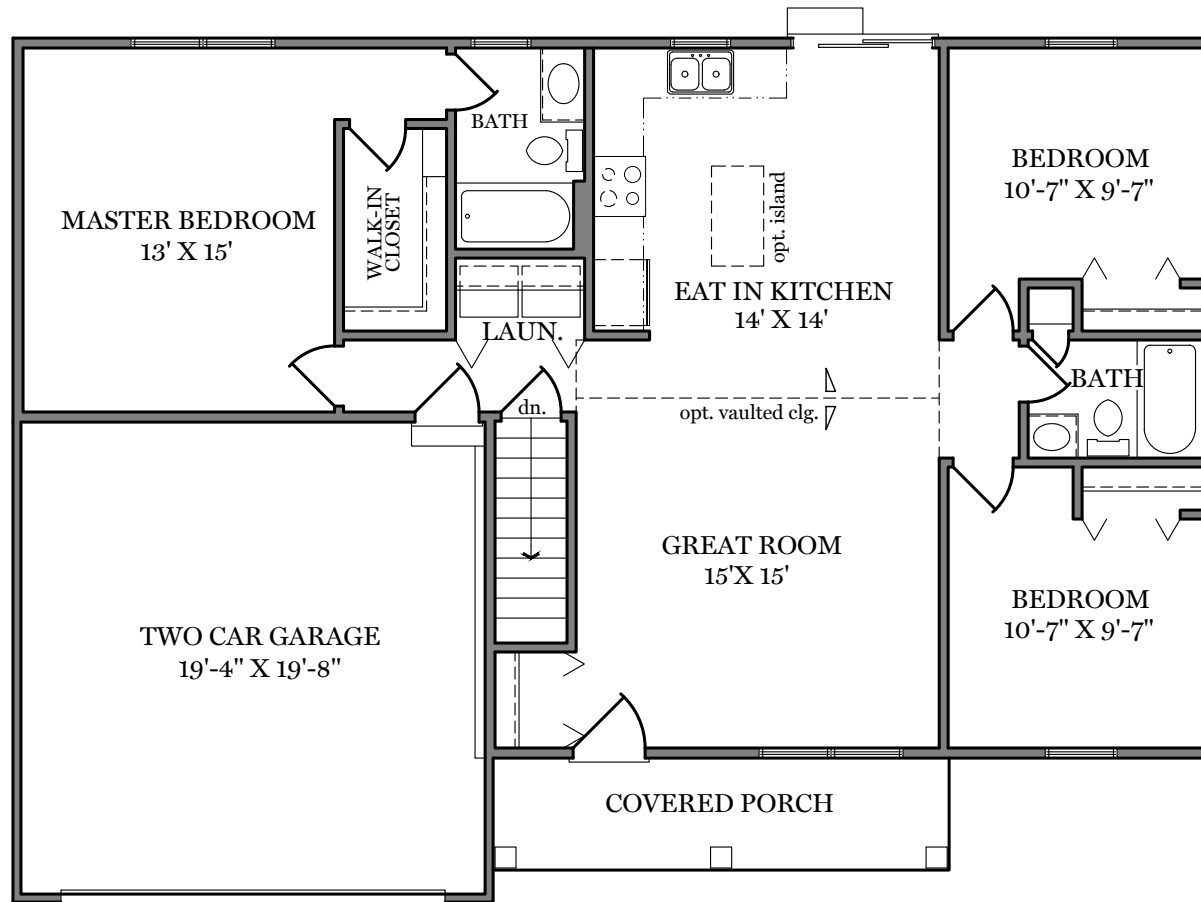 BATH
BEDROOM
10'-7" X 9'-7"
MASTER BEDROOM
13' X 15'
WALK-IN
CLOSET
opt. island
EAT IN KITCHEN
14' X 14'
LAUN.
BATH
dn.
opt. vaulted clg.
GREAT ROOM
15'X 15'
BEDROOM
10'-7" X 9'-7"
TWO CAR GARAGE
19'-4" X 19'-8"
COVERED PORCH